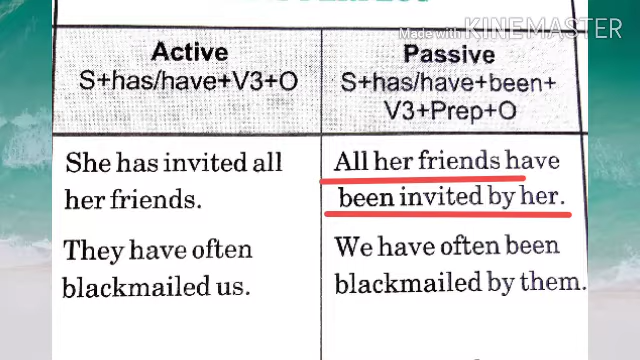 Made with KINEMASTER
Active
S+has/have+V3+O
She has invited all
her friends.
They have often
blackmailed us.
Passive
S+has/have+been+
V3+Prep+O
All her friends have
been invited by her.
We have often been
blackmailed by them.